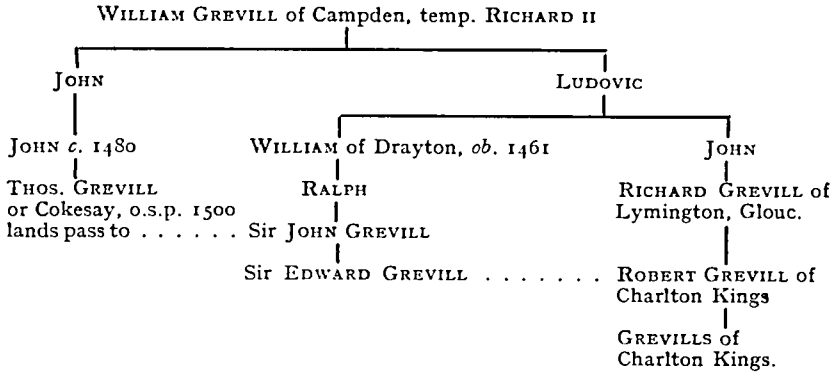 WILLIAM GREVILL of Campden, temp. RICHARD II
JOHN
LUDOVIC
JOHN c. 1480
WILLIAM of Drayton, ob. 1461
JOHN
THOS. GREVILL
or Cokesay, o.s.p. 1500
lands pass to . . . . . . Sir JOHN GREVILL
RALPH
RICHARD GREVILL of
Lymington, Glouc.
Sir EDWARD GREVILL . . . . . . . ROBERT GREVILL of
Charlton Kings
GREVILLS of
Charlton Kings.